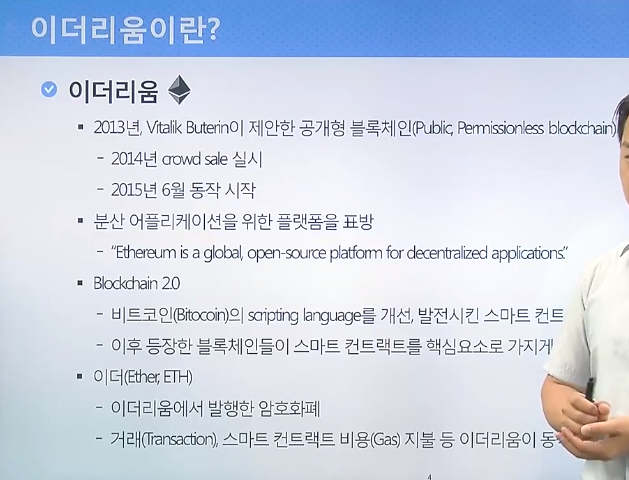 이더리움이란?
이더리움
▪ 2013년, Vitalik Buterin이 제안한 공개형 블록체인(Public, Permissionless blockchain)
- 2014년 crowd sale 실시
- 2015년 6월 동작 시작
▪ 분산 어플리케이션을 위한 플랫폼을 표방
- “Ethereum is a global, open-source platform for decentralized applications.”
▪ Blockchain 2.0
- 비트코인(Bitocoin)의 scripting language를 개선, 발전시킨 스마트 컨트
- 이후 등장한 블록체인들이 스마트 컨트랙트를 핵심요소로 가지게
▪ 이더(Ether, ETH)
- 이더리움에서 발행한 암호화폐
- 거래(Transaction), 스마트 컨트랙트 비용(Gas) 지불 등 이더리움이
4